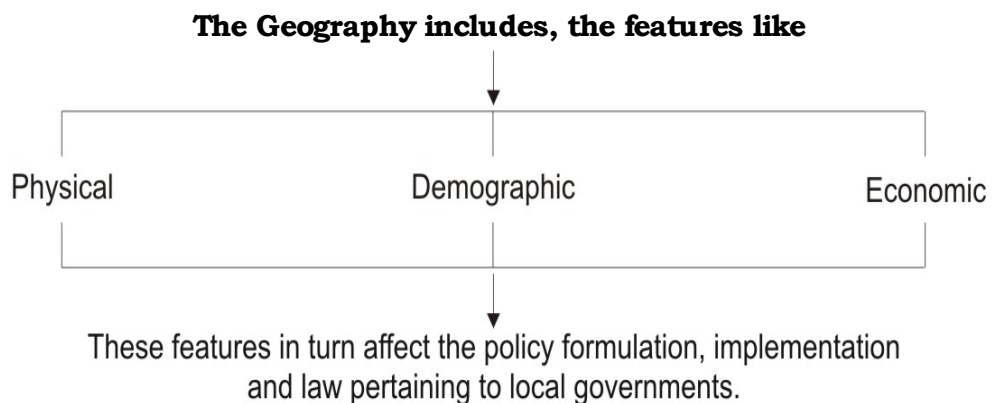 The Geography includes, the features like
Physical
Demographic
Economic
These features in turn affect the policy formulation, implementation
and law pertaining to local governments.